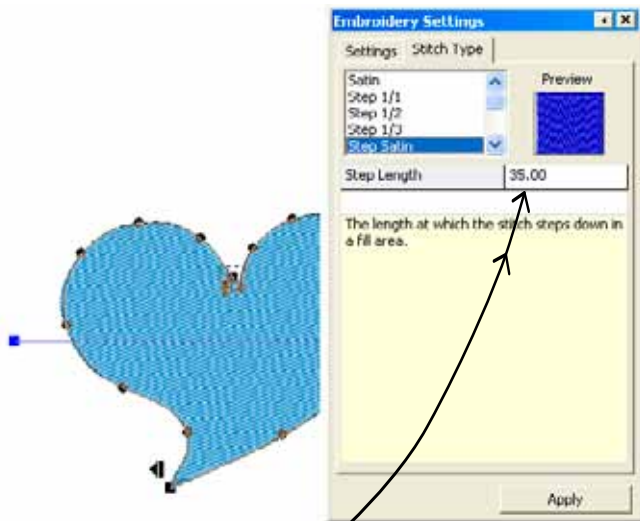 Embroidery Settings
Settings Stitch Type
Satin
Step 1/1
Step 1/2
Step 1/3
Step Satin
Preview
Step Length 35.00
The length at which the stitch steps down in
a fill area.
Apply